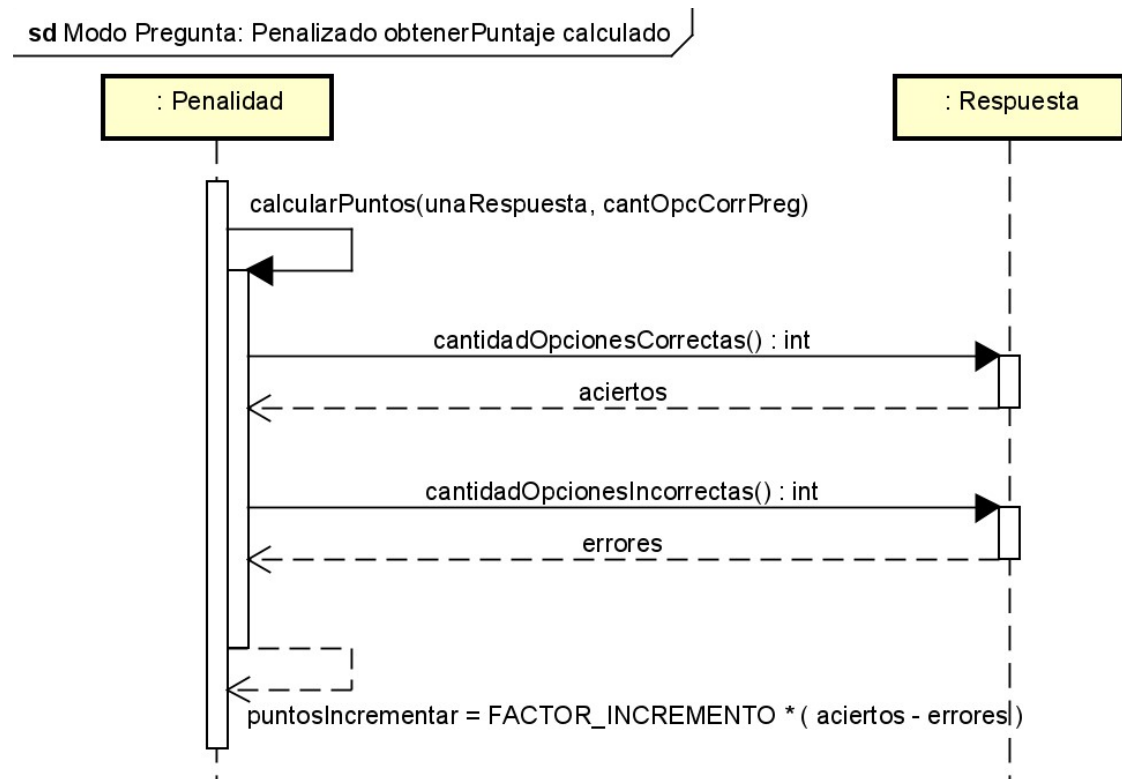 sd Modo Pregunta: Penalizado obtenerPuntaje calculado
: Penalidad
: Respuesta
calcularPuntos(unaRespuesta, cantOpcCorrPreg)
cantidadOpcionesCorrectas() : int
aciertos
cantidadOpcionesIncorrectas() : int
errores
puntosIncrementar = FACTOR_INCREMENTO * ( aciertos - errores )